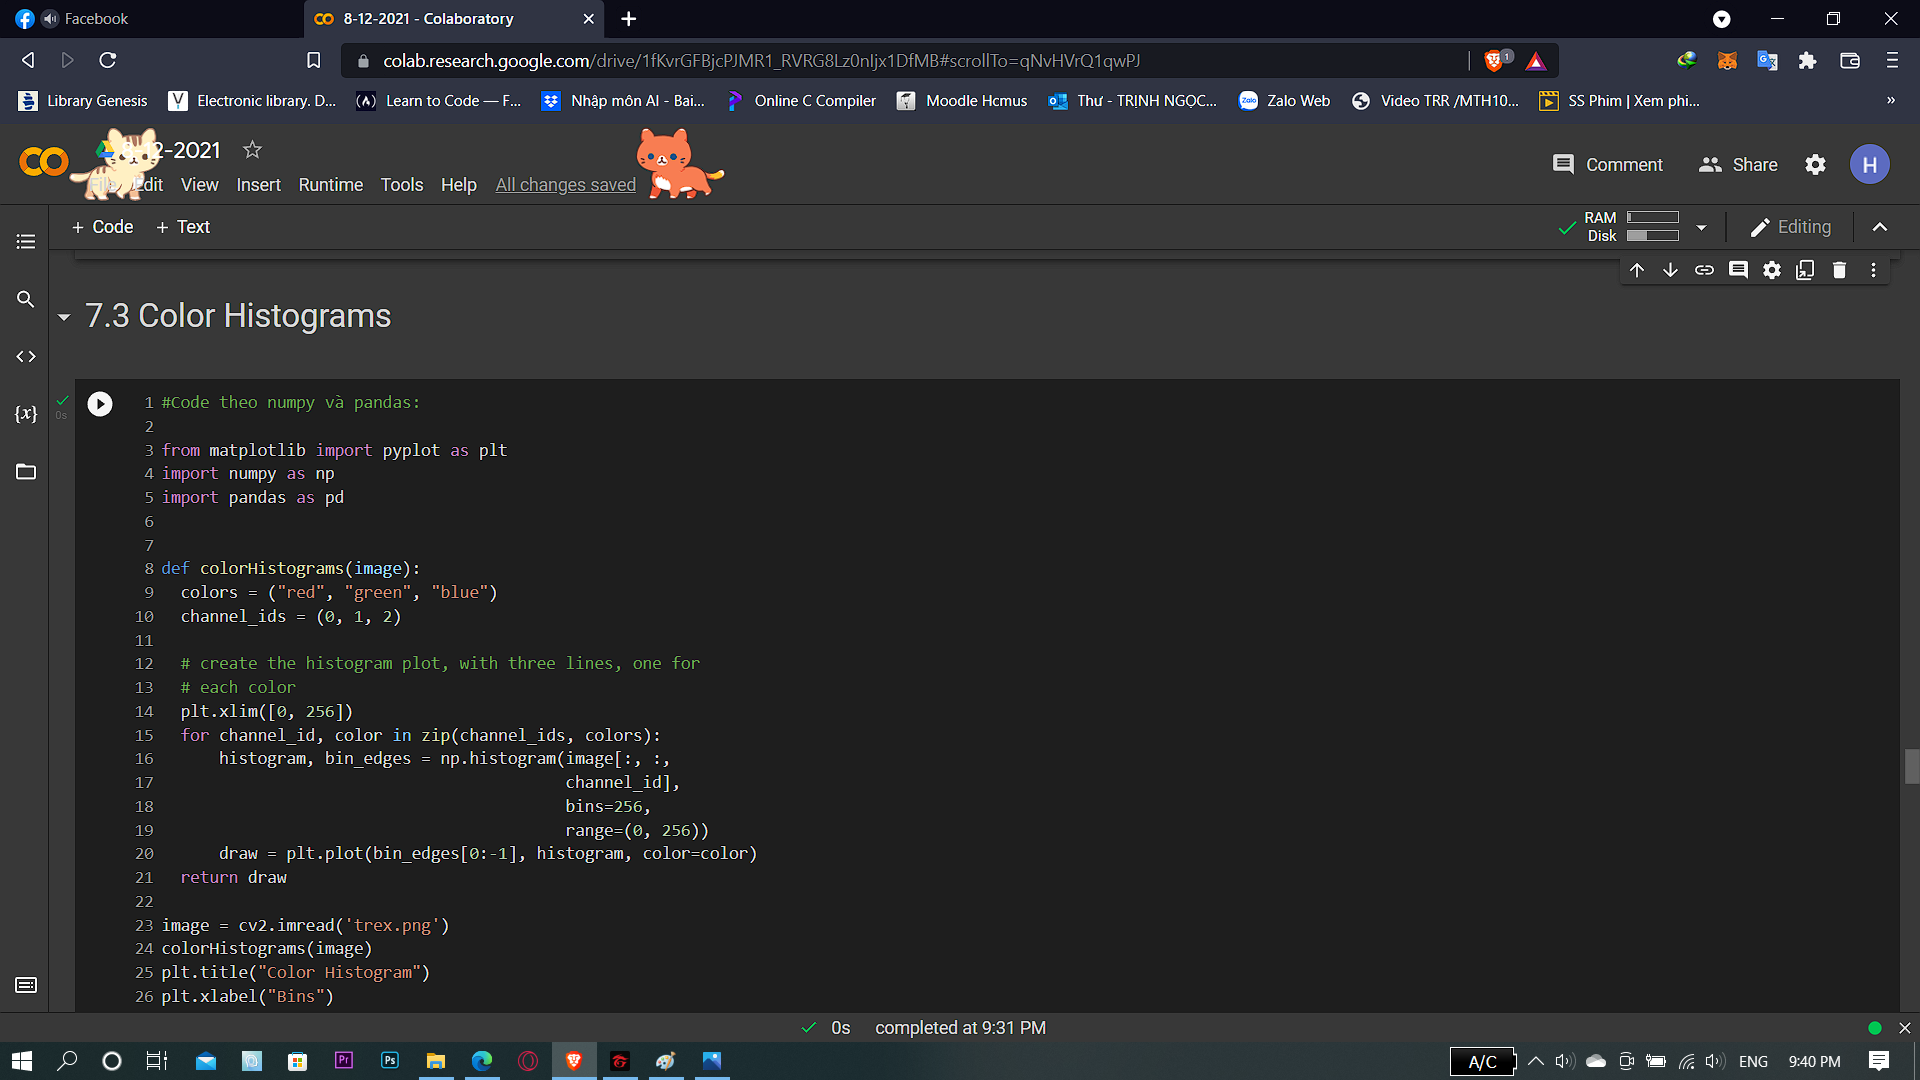 Facebook
8-12-2021 - Colaboratory
colab.research.google.com/drive/1fKvrGFBjcPJMR1_RVRG8Lz0nIjx1DfMB#scrollTo=qNvHVrQ1qwPJ
1
Library Genesis
Electronic library. D...
Learn to Code — F...
Nhập môn AI - Bai...
Online C Compiler
Moodle Hcmus
Thư - TRỊNH NGỌC...
Zalo Web
Video TRR /MTH10...
SS Phim | Xem phi...
»
8-12-2021
File Edit View Insert Runtime Tools Help All changes saved
Comment
Share
H
+ Code + Text
RAM
Disk
Editing
7.3 Color Histograms
0s
1 #Code theo numpy và pandas:
2
3 from matplotlib import pyplot as plt
4 import numpy as np
5 import pandas as pd
6
7
8 def colorHistograms(image):
9 colors = ("red", "green", "blue")
10 channel_ids = (0, 1, 2)
11
12 # create the histogram plot, with three lines, one for
13 # each color
14 plt.xlim([0, 256])
15 for channel_id, color in zip(channel_ids, colors):
16 histogram, bin_edges = np.histogram(image[:, :,
17 channel_id],
18 bins=256,
19 range=(0, 256))
20 draw = plt.plot(bin_edges[0:-1], histogram, color=color)
21 return draw
22
23 image = cv2.imread('trex.png')
24 colorHistograms(image)
25 plt.title("Color Histogram")
26 plt.xlabel("Bins")
0s completed at 9:31 PM
Pr
Ps
A/C
ENG
9:40 PM